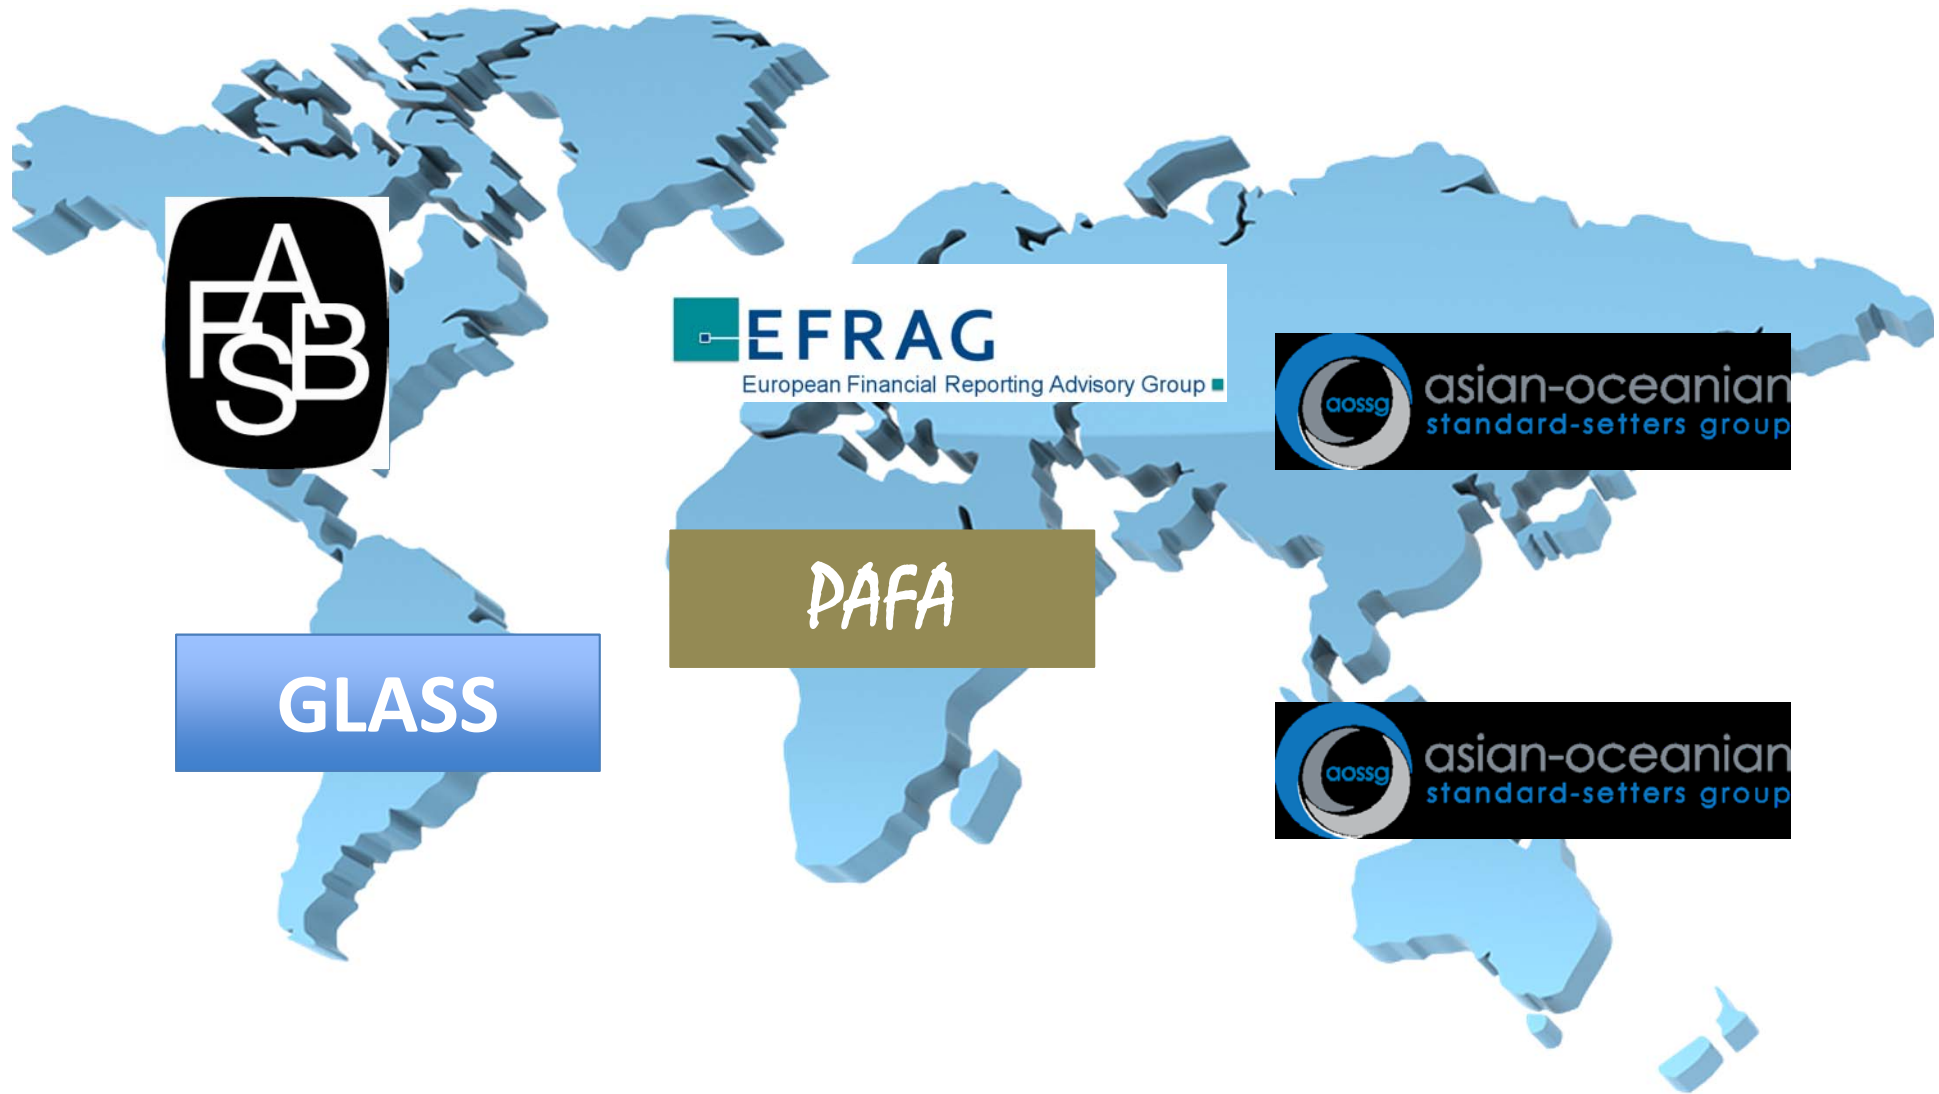 FASB
EFRAG
European Financial Reporting Advisory Group
aossg
asian-oceanian
standard-setters group
PAFA
GLASS
aossg
asian-oceanian
standard-setters group